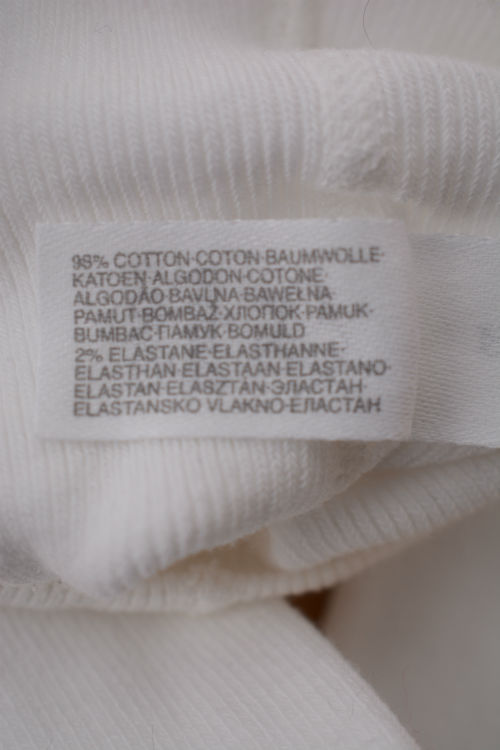 98% COTTON·COTON·BAUMWOLLE·
KATOEN·ALGODON·COTONE·
ALGODÃO·BAVLNA·BAWEŁNA·
PAMUT·BOMBAŽ·ХЛОПОК·PAMUK·
BUMBAC·ПАМУК·BOMULD
2% ELASTANE·ELASTHANNE·
ELASTHAN·ELASTAAN·ELASTANO·
ELASTAN·ELASZTÁN·ЭЛАСТАН·
ELASTANSKO VLAKNO·ЕЛАСТАН